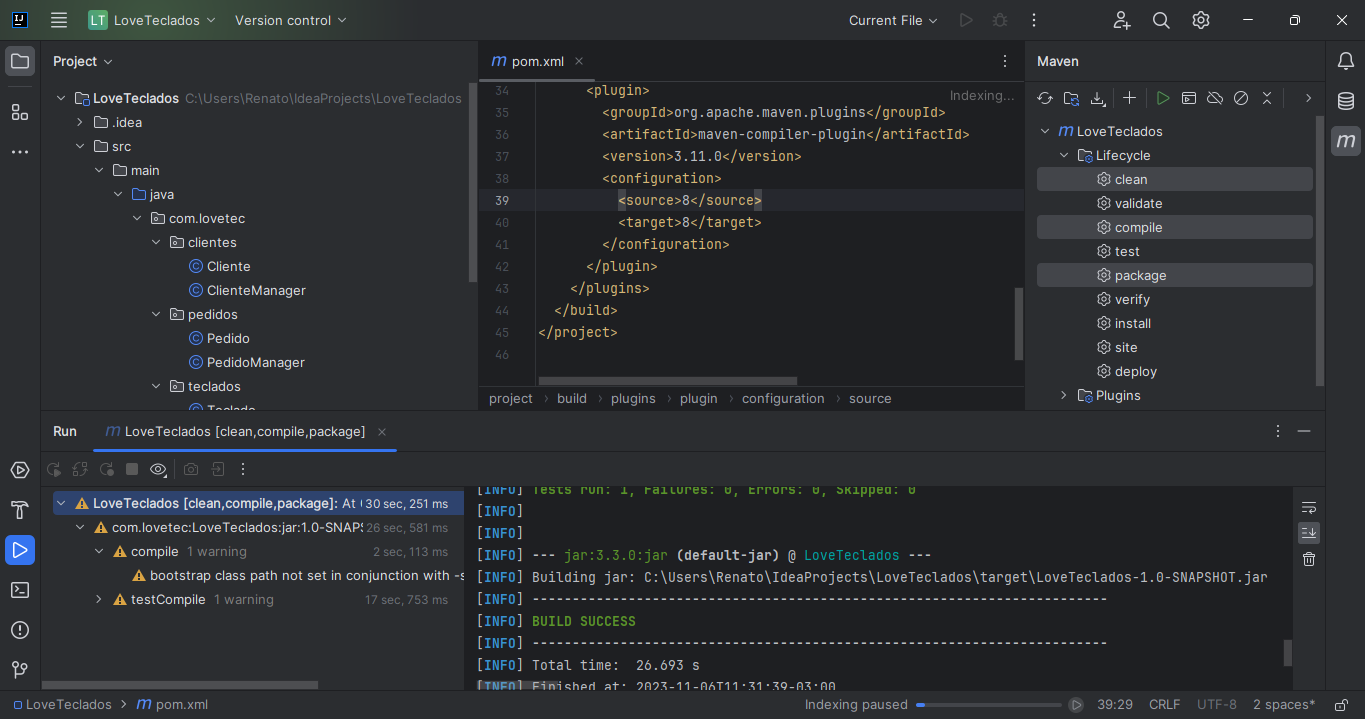 LT LoveTeclados Version control Current File
Project
LoveTeclados C:\Users\Renato\IdeaProjects\LoveTeclados
.idea
src
main
java
com.lovetec
clientes
Cliente
ClienteManager
pedidos
Pedido
PedidoManager
teclados
Teclado
m pom.xml
Indexing...
34 <plugin>
35 <groupId>org.apache.maven.plugins</groupId>
36 <artifactId>maven-compiler-plugin</artifactId>
37 <version>3.11.0</version>
38 <configuration>
39 <source>8</source>
40 <target>8</target>
41 </configuration>
42 </plugin>
43 </plugins>
44 </build>
45 </project>
46
project > build > plugins > plugin > configuration > source
Maven
m LoveTeclados
Lifecycle
clean
validate
compile
test
package
verify
install
site
deploy
Plugins
m
Run m LoveTeclados [clean,compile,package]
LoveTeclados [clean,compile,package]: At 30 sec, 251 ms
com.lovetec:LoveTeclados:jar:1.0-SNAPS 26 sec, 581 ms
compile 1 warning 2 sec, 113 ms
bootstrap class path not set in conjunction with -s
testCompile 1 warning 17 sec, 753 ms
[INFO] Tests run: 1, Failures: 0, Errors: 0, Skipped: 0
[INFO]
[INFO]
[INFO] --- jar:3.3.0:jar (default-jar) @ LoveTeclados ---
[INFO] Building jar: C:\Users\Renato\IdeaProjects\LoveTeclados\target\LoveTeclados-1.0-SNAPSHOT.jar
[INFO] ------------------------------------------------------------------------
[INFO] BUILD SUCCESS
[INFO] ------------------------------------------------------------------------
[INFO] Total time:  26.693 s
[INFO] Finished at: 2023-11-06T11:31:39-03:00
LoveTeclados > m pom.xml Indexing paused 39:29 CRLF UTF-8 2 spaces*